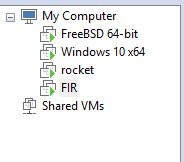 My Computer
FreeBSD 64-bit
Windows 10 x64
rocket
FIR
Shared VMs